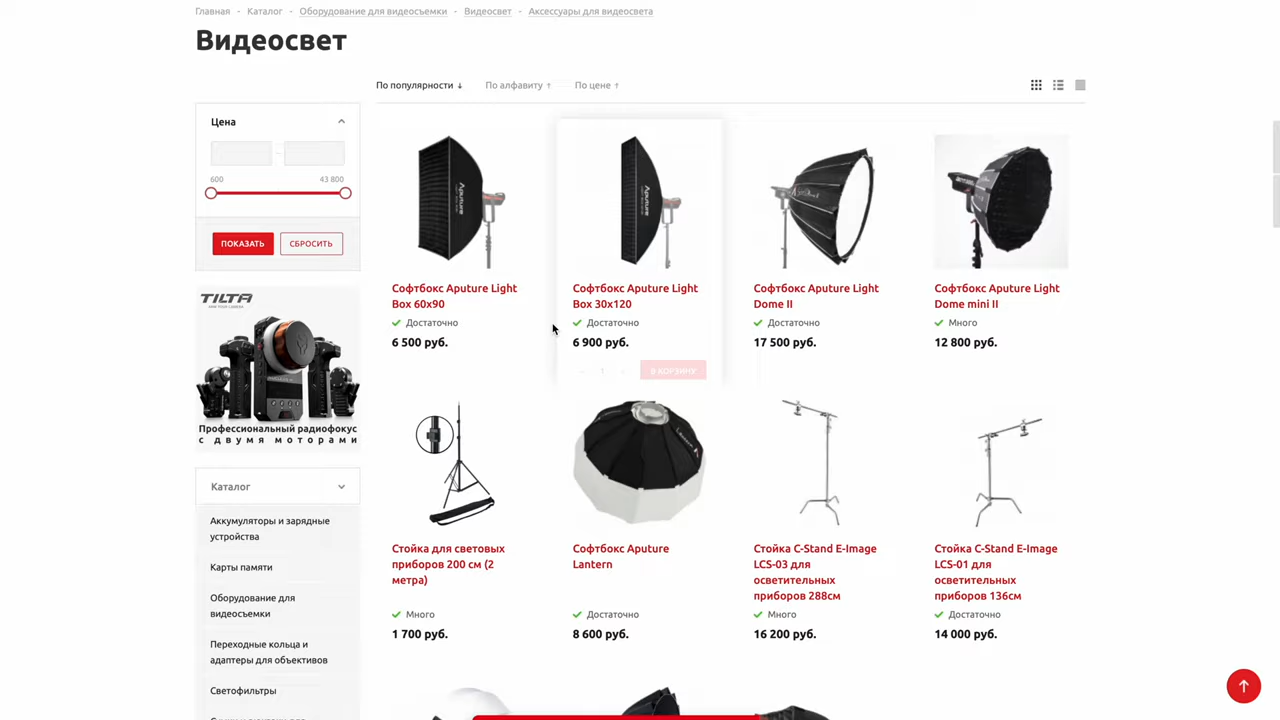 Главная - Каталог - Оборудование для видеосъемки - Видеосвет - Аксессуары для видеосвета
Видеосвет
По популярности ↓ По алфавиту ↑ По цене ↑
Цена
600 43 800
ПОКАЗАТЬ СБРОСИТЬ
TILTA
Профессиональный радиофокус
с двумя моторами
Каталог
Аккумуляторы и зарядные
устройства
Карты памяти
Оборудование для
видеосъемки
Переходные кольца и
адаптеры для объективов
Светофильтры
Aputure
Софтбокс Aputure Light
Box 60x90
Достаточно
6 500 руб.
Aputure
Софтбокс Aputure Light
Box 30x120
Достаточно
6 900 руб.
- 1 + В КОРЗИНУ
Софтбокс Aputure Light
Dome II
Достаточно
17 500 руб.
Софтбокс Aputure Light
Dome mini II
Много
12 800 руб.
Стойка для световых
приборов 200 см (2
метра)
Много
1 700 руб.
Lantern
Софтбокс Aputure
Lantern
Достаточно
8 600 руб.
Стойка C-Stand E-Image
LCS-03 для
осветительных
приборов 288см
Много
16 200 руб.
Стойка C-Stand E-Image
LCS-01 для
осветительных
приборов 136см
Достаточно
14 000 руб.